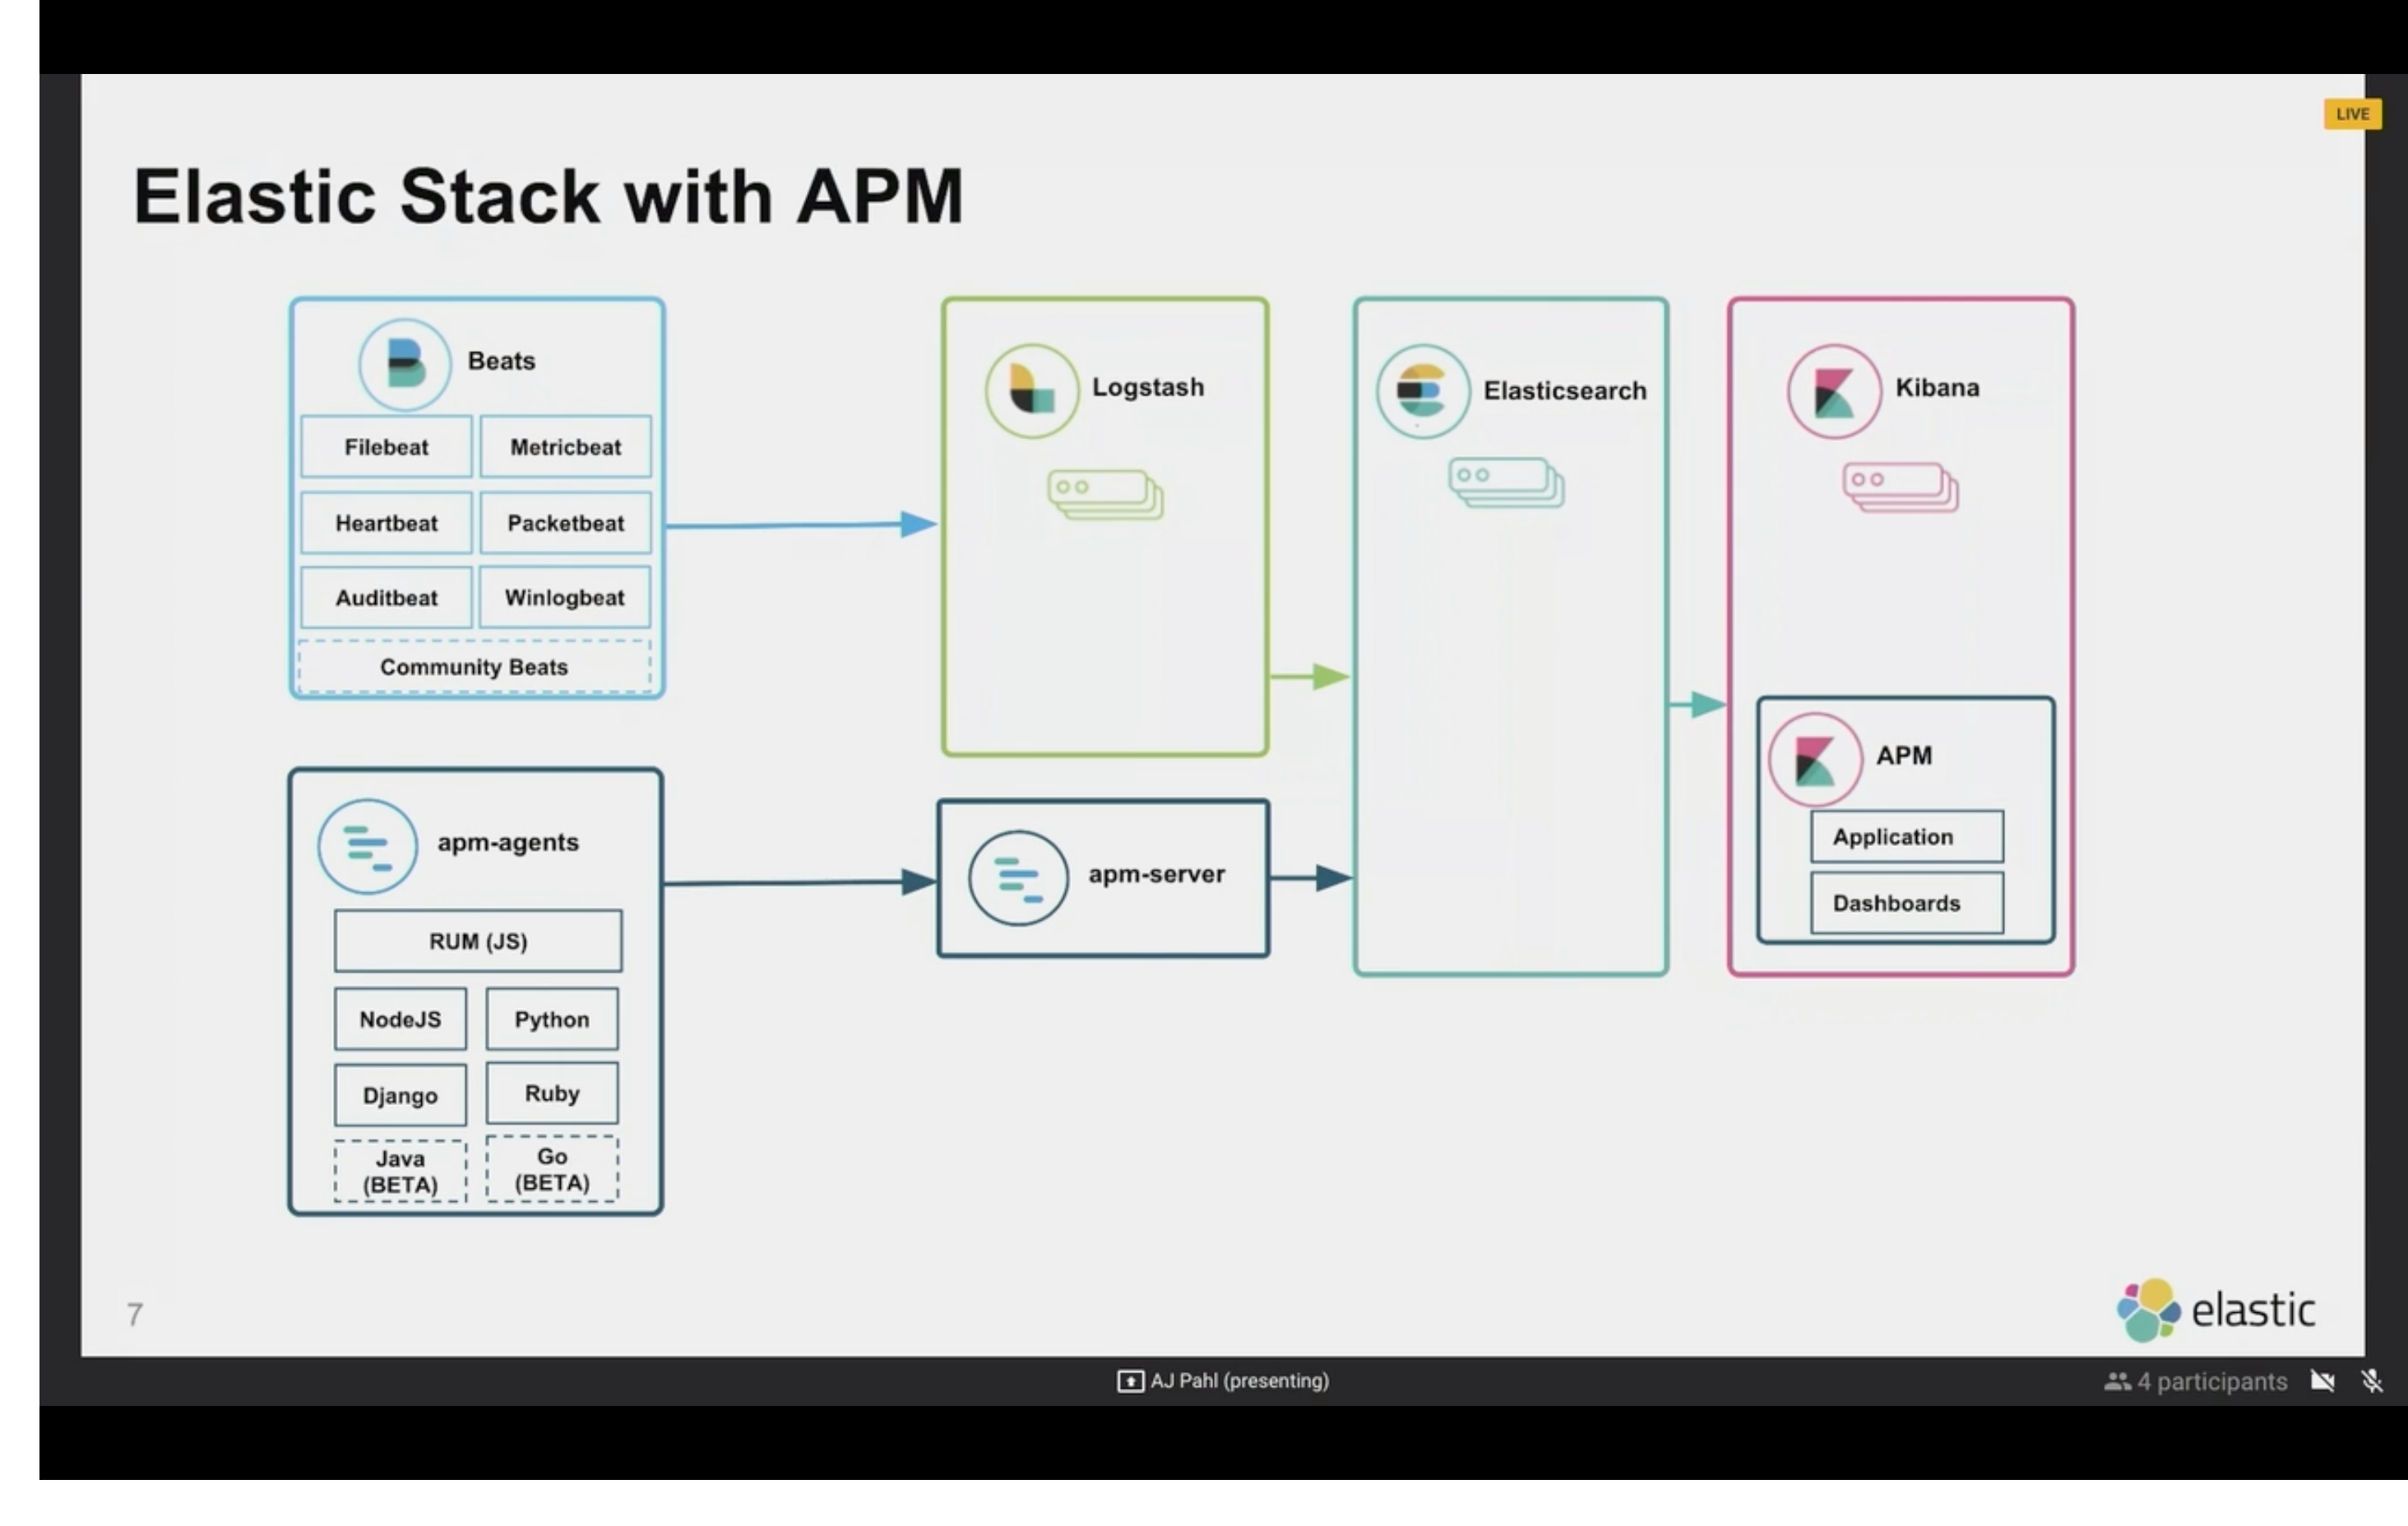 LIVE
Elastic Stack with APM
Beats
Filebeat
Metricbeat
Heartbeat
Packetbeat
Auditbeat
Winlogbeat
Community Beats
Logstash
Elasticsearch
Kibana
apm-agents
RUM (JS)
NodeJS
Python
Django
Ruby
Java
(BETA)
Go
(BETA)
apm-server
APM
Application
Dashboards
7
elastic
AJ Pahl (presenting)
4 participants